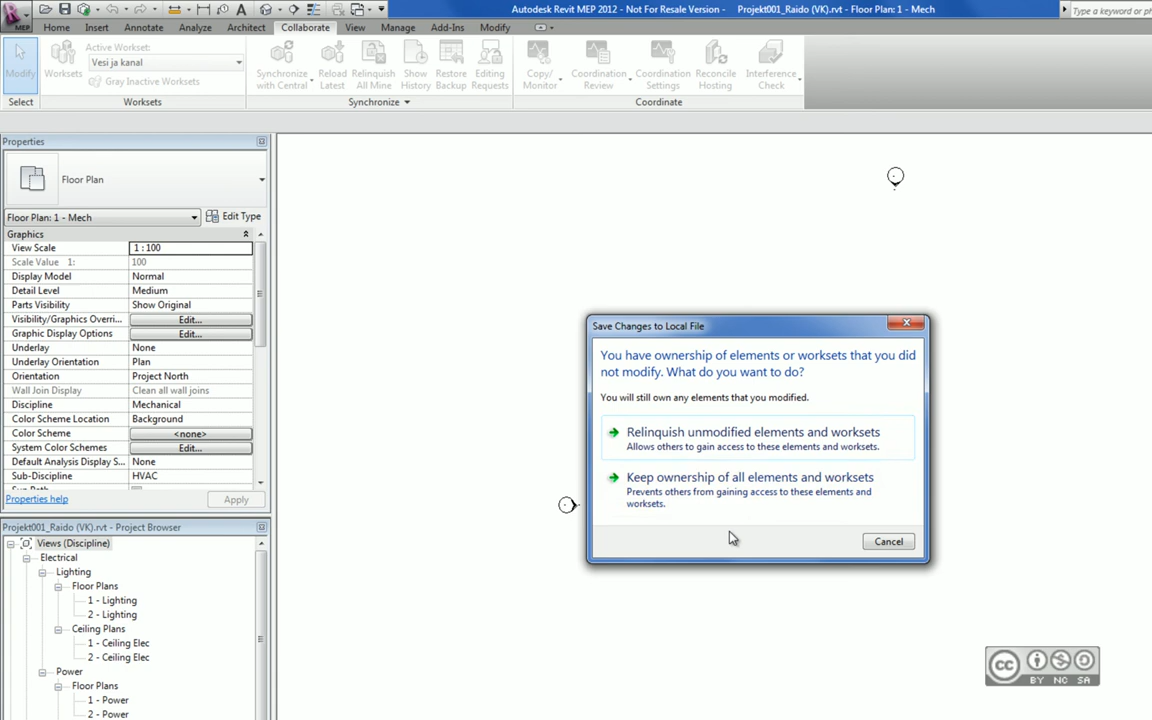 Autodesk Revit MEP 2012 - Not For Resale Version - Projekt001_Raido (VK).rvt - Floor Plan: 1 - Mech
Type a keyword or ph
MEP
Home Insert Annotate Analyze Architect Collaborate View Manage Add-Ins Modify
Modify
Worksets
Active Workset:
Vesi ja kanal
Gray Inactive Worksets
Synchronize with Central
Reload Latest
Relinquish All Mine
Show History
Restore Backup
Editing Requests
Copy/ Monitor
Coordination Review
Coordination Settings
Reconcile Hosting
Interference Check
Select Worksets Synchronize Coordinate
Properties
Floor Plan
Floor Plan: 1 - Mech Edit Type
Graphics
View Scale 1 : 100
Scale Value 1: 100
Display Model Normal
Detail Level Medium
Parts Visibility Show Original
Visibility/Graphics Overri... Edit...
Graphic Display Options Edit...
Underlay None
Underlay Orientation Plan
Orientation Project North
Wall Join Display Clean all wall joins
Discipline Mechanical
Color Scheme Location Background
Color Scheme <none>
System Color Schemes Edit...
Default Analysis Display S... None
Sub-Discipline HVAC
Properties help Apply
Projekt001_Raido (VK).rvt - Project Browser
Views (Discipline)
Electrical
Lighting
Floor Plans
1 - Lighting
2 - Lighting
Ceiling Plans
1 - Ceiling Elec
2 - Ceiling Elec
Power
Floor Plans
1 - Power
2 - Power
Save Changes to Local File
You have ownership of elements or worksets that you did
not modify. What do you want to do?
You will still own any elements that you modified.
Relinquish unmodified elements and worksets
Allows others to gain access to these elements and worksets.
Keep ownership of all elements and worksets
Prevents others from gaining access to these elements and
worksets.
Cancel
cc
BY NC SA